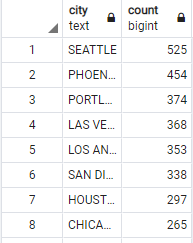 city text count bigint
1 SEATTLE 525
2 PHOEN... 454
3 PORTL... 374
4 LAS VE... 368
5 LOS AN... 353
6 SAN DI... 338
7 HOUST... 297
8 CHICA... 265